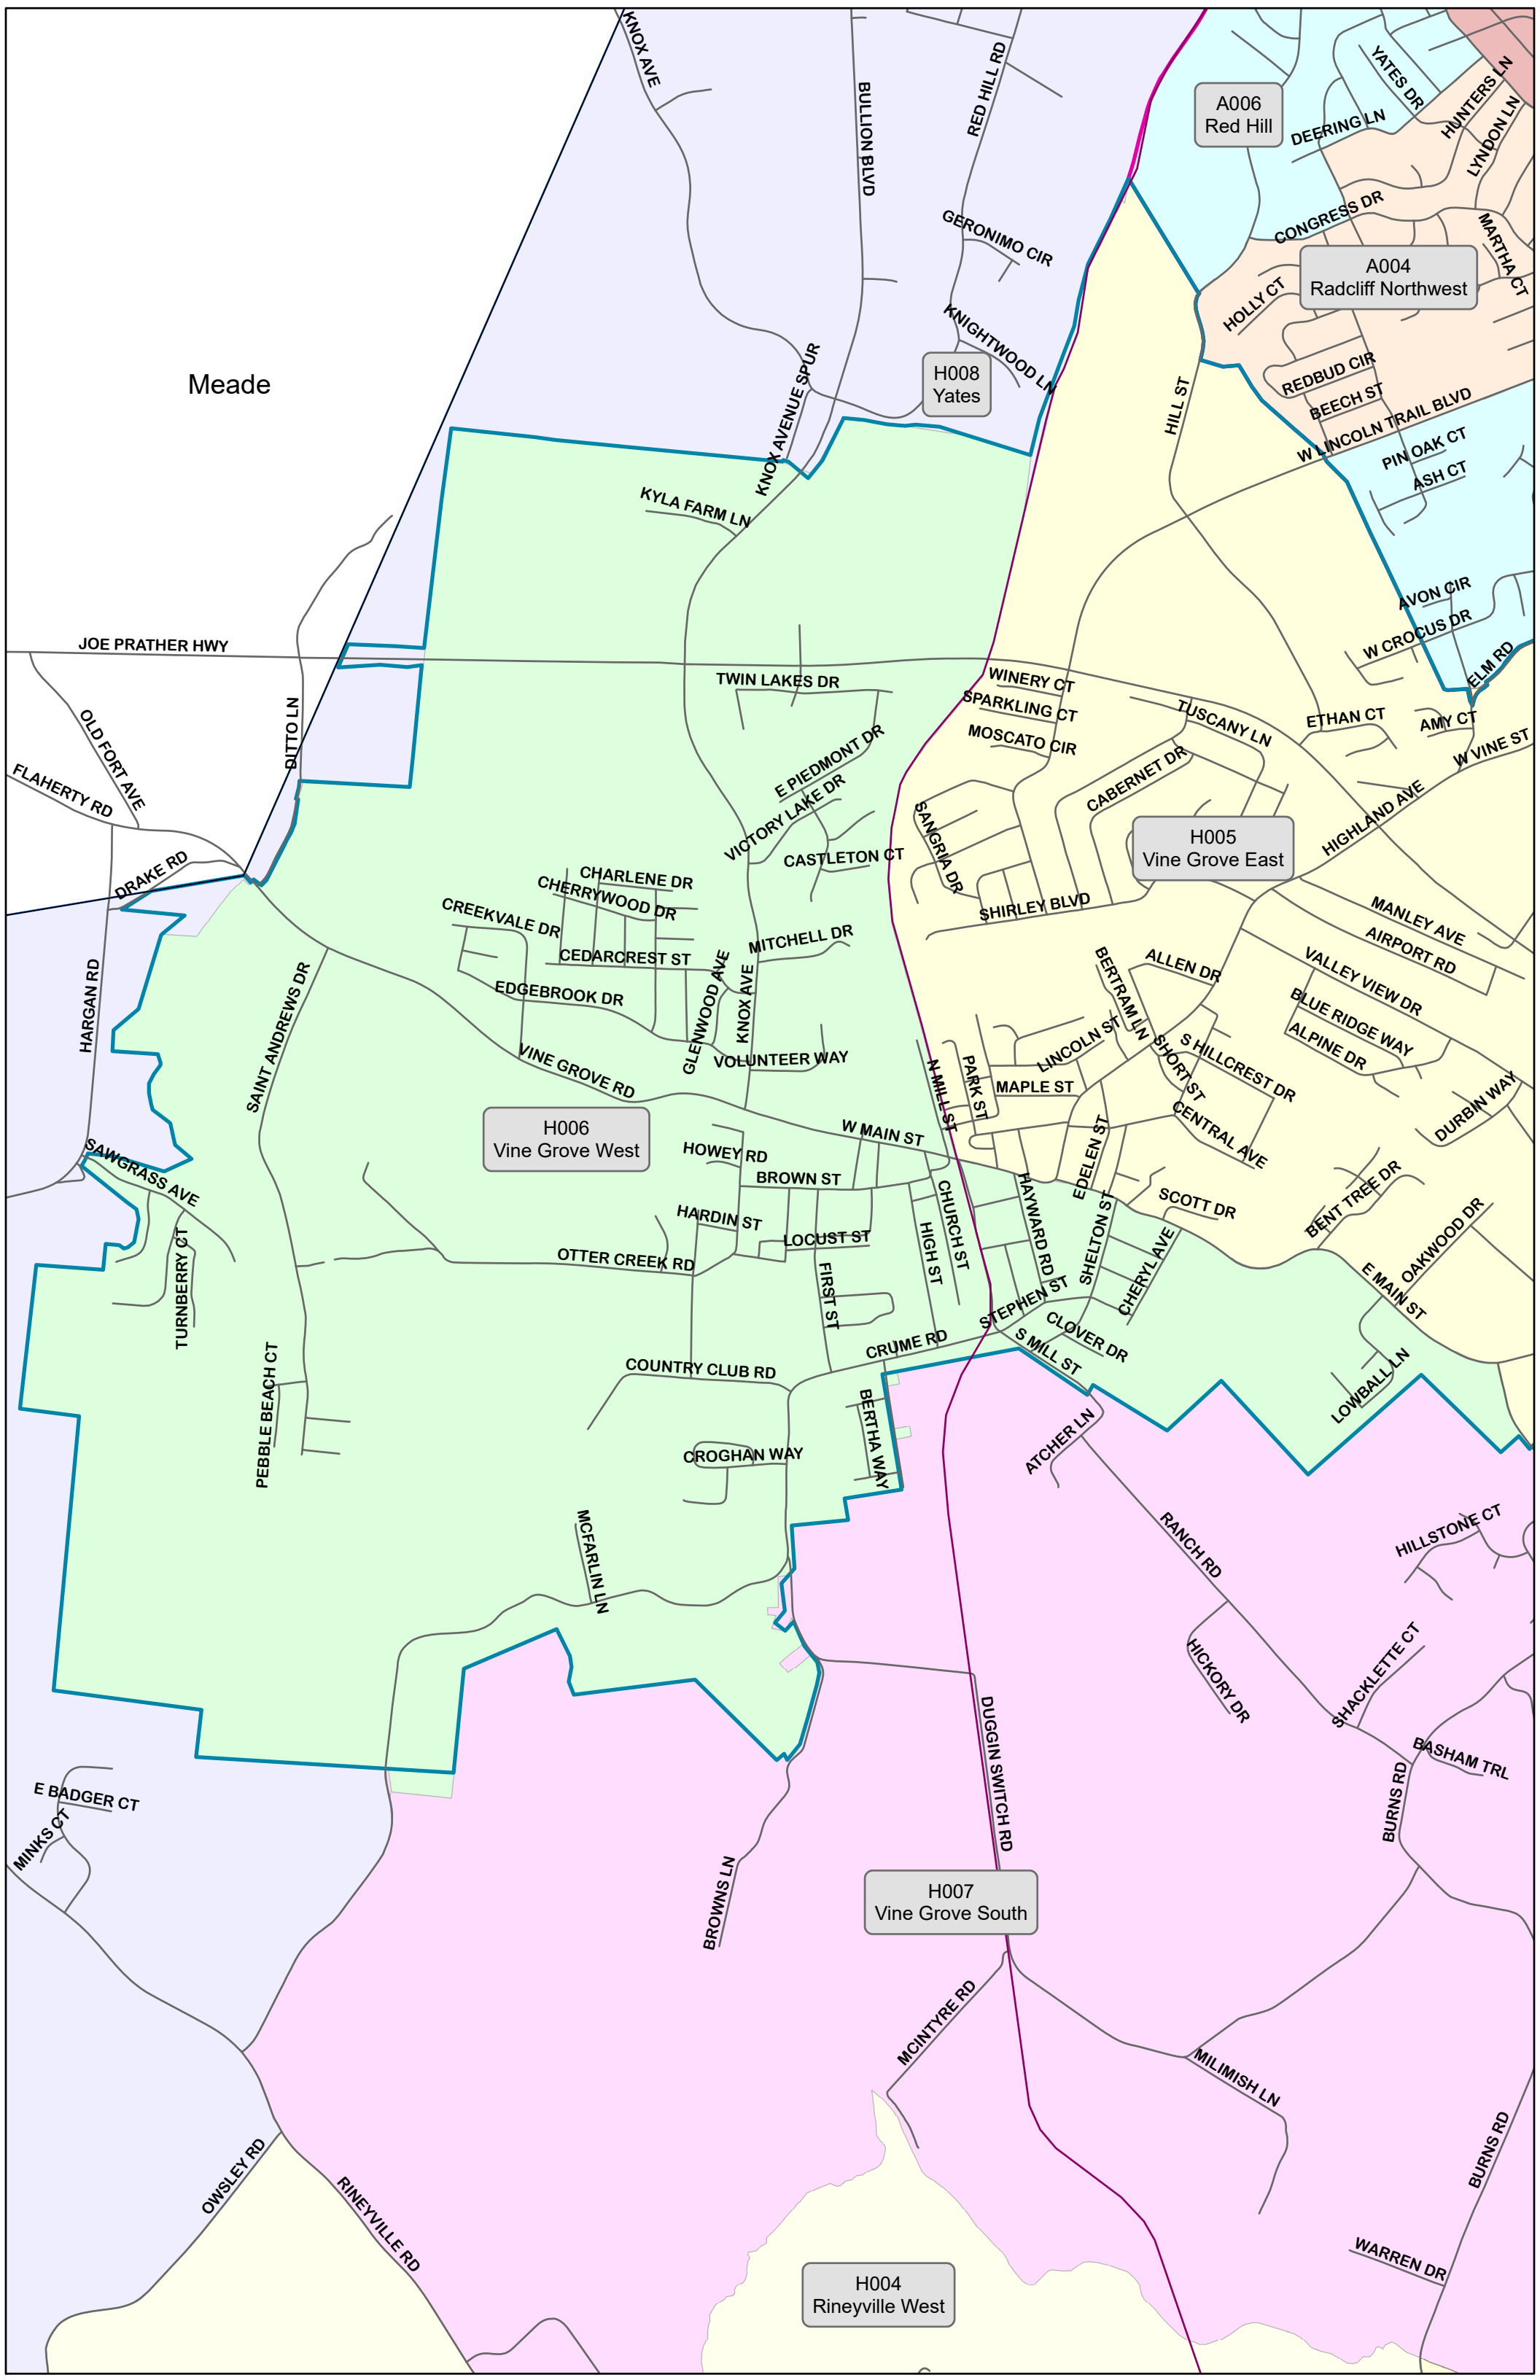 KNOX AVE
BULLION BLVD
RED HILL RD
A006
Red Hill
YATES DR
HUNTERS LN
DEERING LN
LYNDON LN
GERONIMO CIR
CONGRESS DR
MARTHA CT
A004
Radcliff Northwest
HOLLY CT
KNIGHTWOOD LN
Meade
H008
Yates
KNOX AVENUE SPUR
HILL ST
REDBUD CIR
BEECH ST
W LINCOLN TRAIL BLVD
PIN OAK CT
ASH CT
KYLA FARM LN
AVON CIR
W CROCUS DR
ELM RD
JOE PRATHER HWY
TWIN LAKES DR
WINERY CT
SPARKLING CT
MOSCATO CIR
TUSCANY LN
ETHAN CT
AMY CT
W VINE ST
OLD FORT AVE
DITTO LN
FLAHERTY RD
E PIEDMONT DR
VICTORY LAKE DR
CABERNET DR
SANGRIA DR
HIGHLAND AVE
H005
Vine Grove East
DRAKE RD
CASTLETON CT
CHARLENE DR
CHERRYWOOD DR
CREEKVALE DR
SHIRLEY BLVD
MANLEY AVE
AIRPORT RD
MITCHELL DR
CEDARCREST ST
EDGEBROOK DR
GLENWOOD AVE
KNOX AVE
ALLEN DR
BERTRAM LN
VALLEY VIEW DR
BLUE RIDGE WAY
ALPINE DR
HARGAN RD
SAINT ANDREWS DR
VINE GROVE RD
VOLUNTEER WAY
N MILL ST
PARK ST
LINCOLN ST
MAPLE ST
SHORT ST
S HILLCREST DR
CENTRAL AVE
DURBIN WAY
H006
Vine Grove West
W MAIN ST
HOWEY RD
BROWN ST
EDELEN ST
SAWGRASS AVE
HAYWARD RD
SHELTON ST
SCOTT DR
BENT TREE DR
OAKWOOD DR
HARDIN ST
LOCUST ST
CHURCH ST
HIGH ST
TURNBERRY CT
OTTER CREEK RD
FIRST ST
CHERYL AVE
E MAIN ST
STEPHEN ST
CLOVER DR
S MILL ST
CRUME RD
COUNTRY CLUB RD
PEBBLE BEACH CT
LOWBALL LN
BERTHA WAY
ATCHER LN
CROGHAN WAY
MCFARLIN LN
RANCH RD
HILLSTONE CT
HICKORY DR
SHACKLETTE CT
DUGGIN SWITCH RD
BASHAM TRL
BURNS RD
E BADGER CT
MINKS CT
BROWNS LN
H007
Vine Grove South
MCINTYRE RD
MILIMISH LN
OWSLEY RD
RINEYVILLE RD
BURNS RD
WARREN DR
H004
Rineyville West